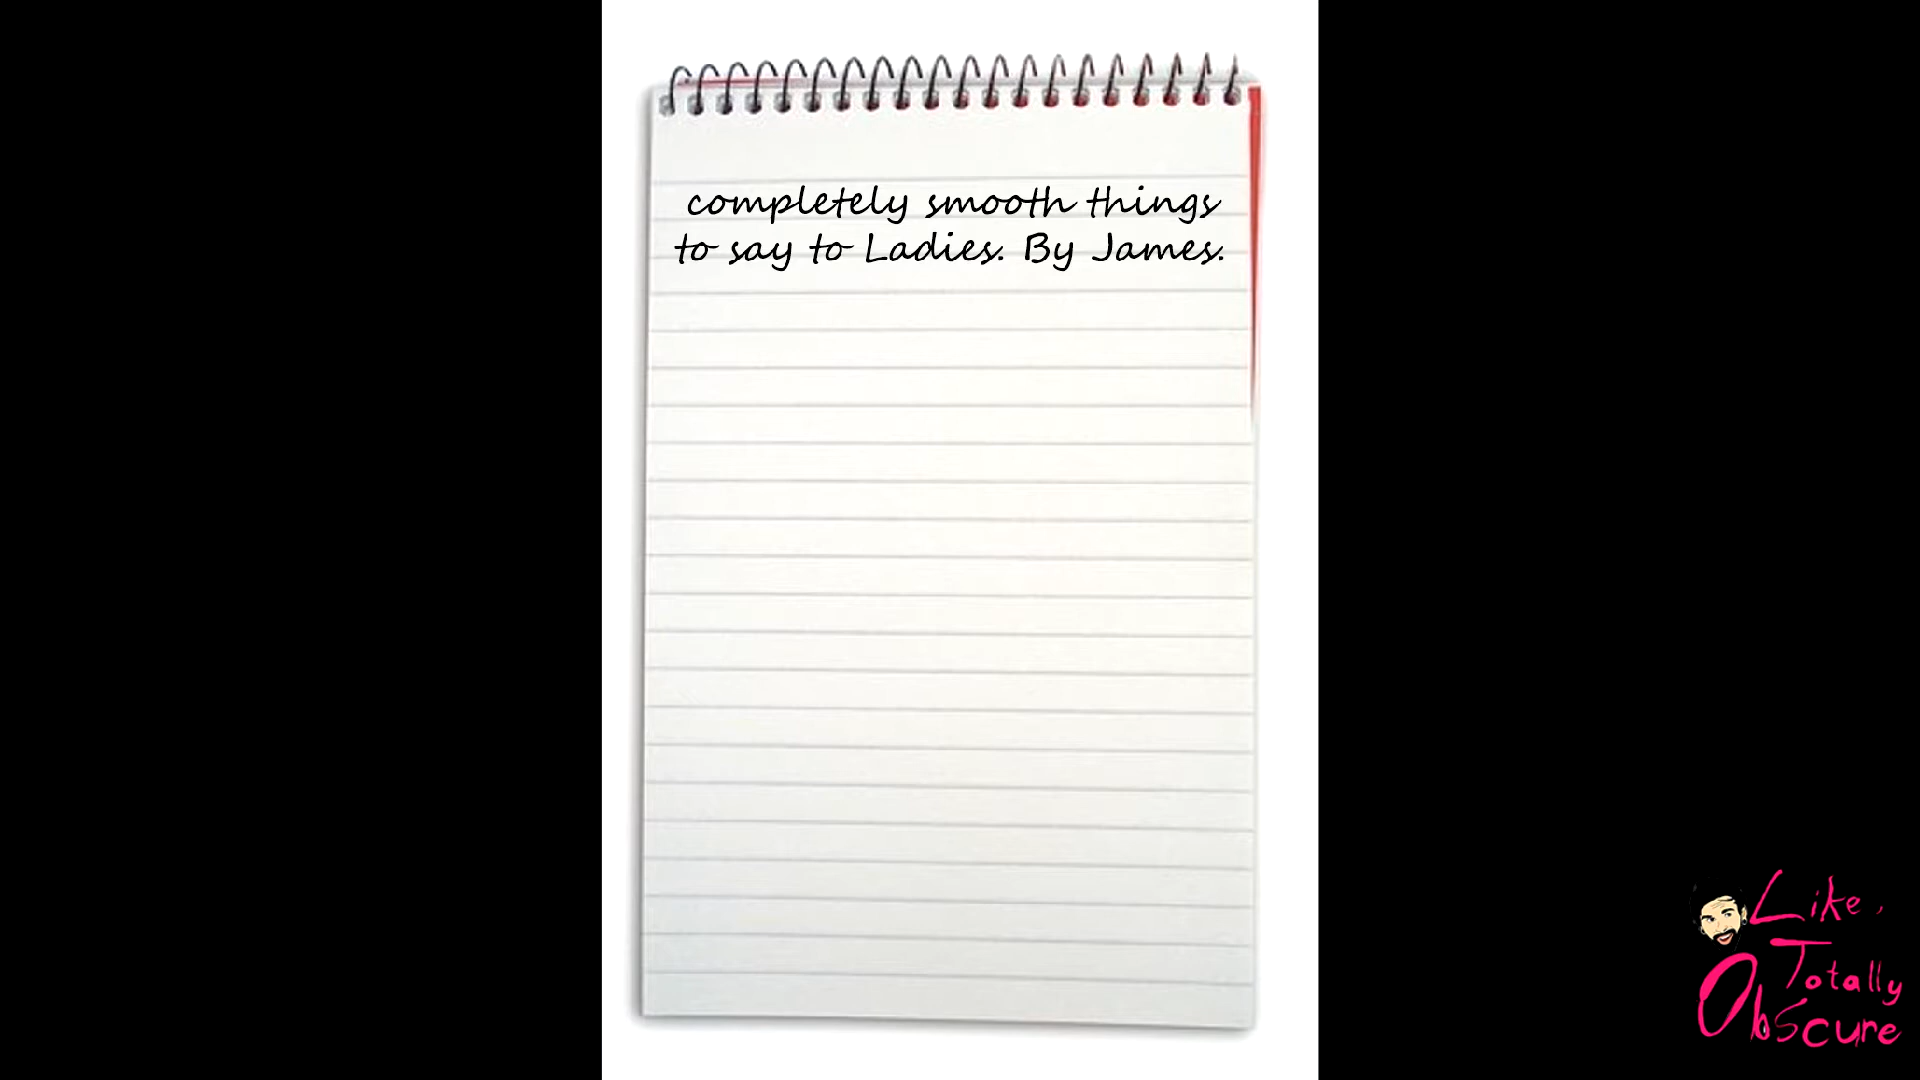 completely smooth things
to say to Ladies. By James.
Like,
Totally
Obscure